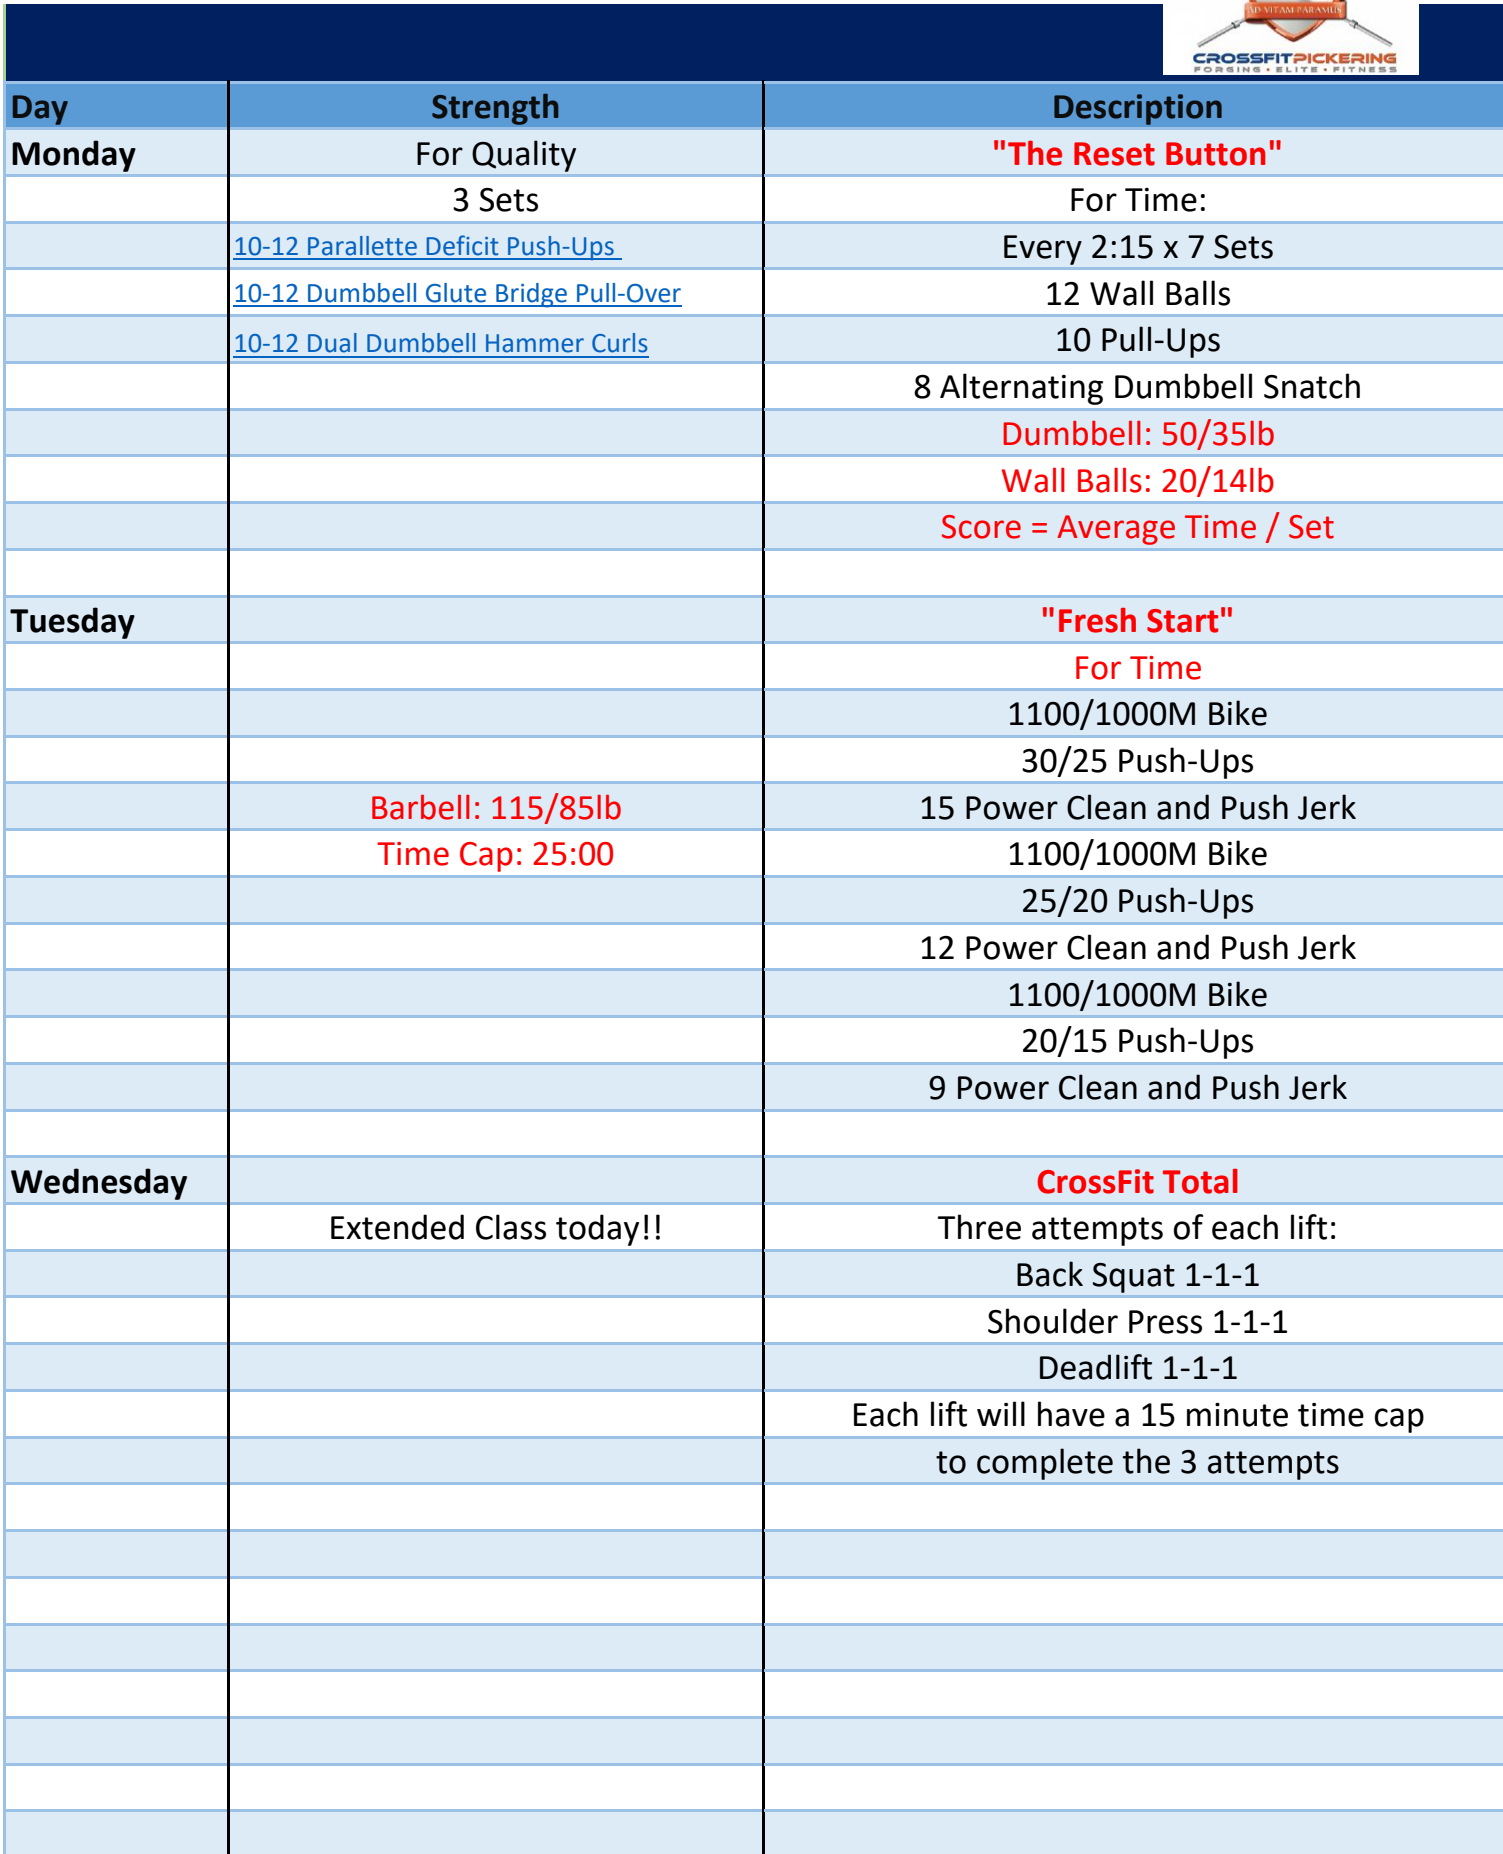 AD VITAM PARAMUS
CROSSFITPICKERING
FORGING • ELITE • FITNESS
Day Strength Description
Monday For Quality "The Reset Button"
3 Sets For Time:
10-12 Parallette Deficit Push-Ups Every 2:15 x 7 Sets
10-12 Dumbbell Glute Bridge Pull-Over 12 Wall Balls
10-12 Dual Dumbbell Hammer Curls 10 Pull-Ups
8 Alternating Dumbbell Snatch
Dumbbell: 50/35lb
Wall Balls: 20/14lb
Score = Average Time / Set
Tuesday "Fresh Start"
For Time
1100/1000M Bike
30/25 Push-Ups
Barbell: 115/85lb 15 Power Clean and Push Jerk
Time Cap: 25:00 1100/1000M Bike
25/20 Push-Ups
12 Power Clean and Push Jerk
1100/1000M Bike
20/15 Push-Ups
9 Power Clean and Push Jerk
Wednesday CrossFit Total
Extended Class today!! Three attempts of each lift:
Back Squat 1-1-1
Shoulder Press 1-1-1
Deadlift 1-1-1
Each lift will have a 15 minute time cap
to complete the 3 attempts